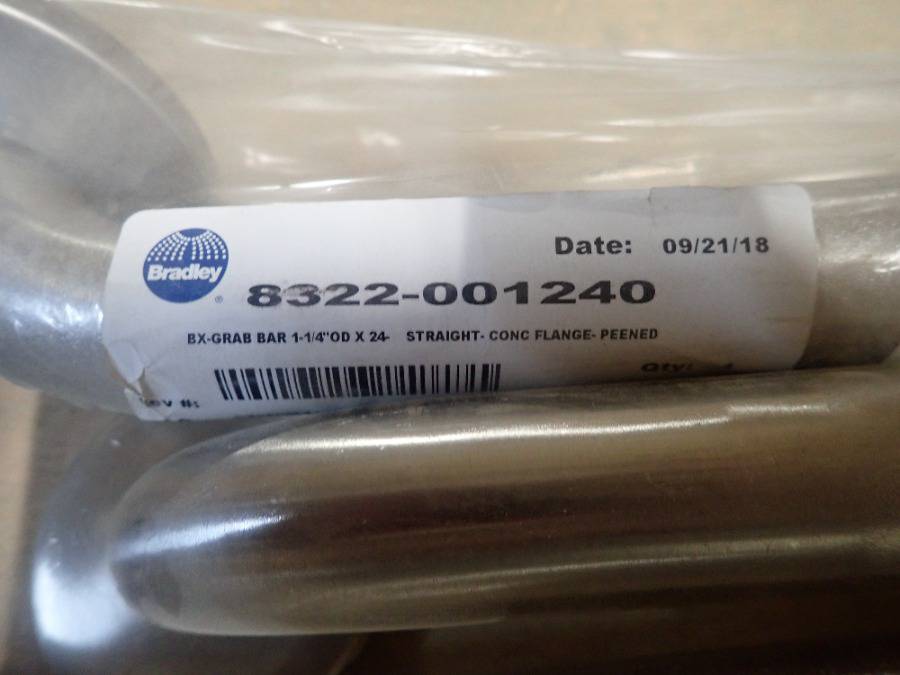 Bradley®
Date: 09/21/18
8322-001240
BX-GRAB BAR 1-1/4"OD X 24- STRAIGHT- CONC FLANGE- PEENED
Qty:
#: